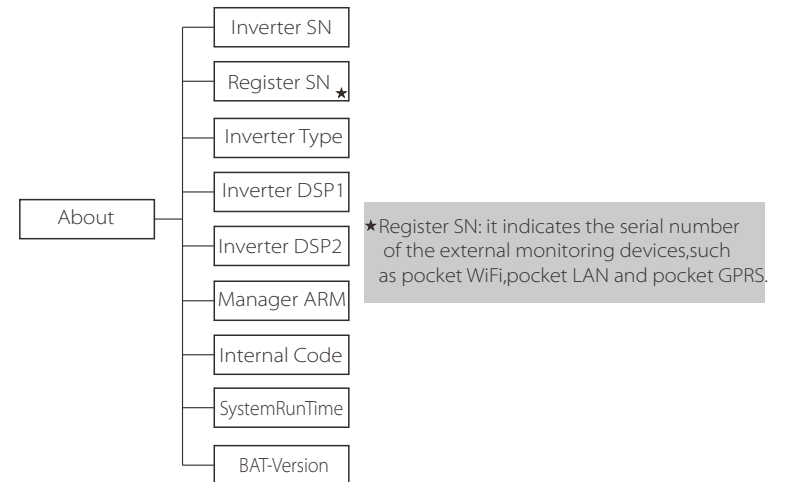 Inverter SN
Register SN ★
Inverter Type
Inverter DSP1
About
Inverter DSP2
Manager ARM
Internal Code
SystemRunTime
BAT-Version
★Register SN: it indicates the serial number
of the external monitoring devices,such
as pocket WiFi,pocket LAN and pocket GPRS.